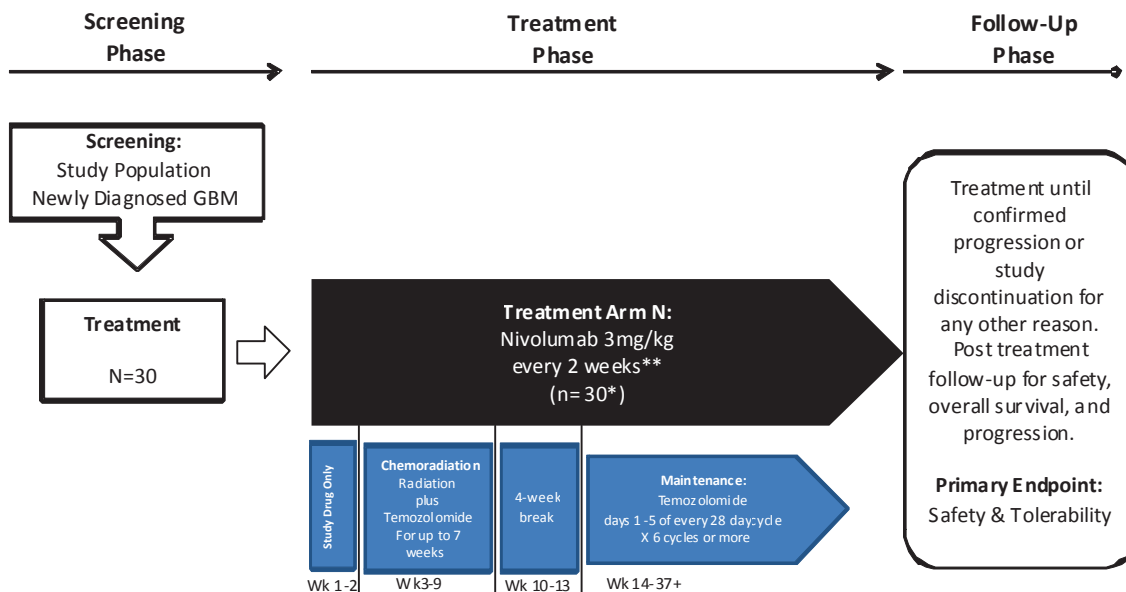 Screening
Phase
Treatment
Phase
Follow-Up
Phase
Screening:
Study Population
Newly Diagnosed GBM
Treatment
N=30
Treatment Arm N:
Nivolumab 3mg/kg
every 2 weeks**
(n= 30*)
Study Drug Only
Chemoradiation
Radiation
plus
Temozolomide
For up to 7
weeks
4-week
break
Maintenance:
Temozolomide
days 1 -5 of every 28 day:cycle
X 6 cycles or more
Wk 1 -2
Wk3-9
Wk 10-13
Wk 14-37+
Treatment until
confirmed
progression or
study
discontinuation for
any other reason.
Post treatment
follow-up for safety,
overall survival, and
progression.
Primary Endpoint:
Safety & Tolerability